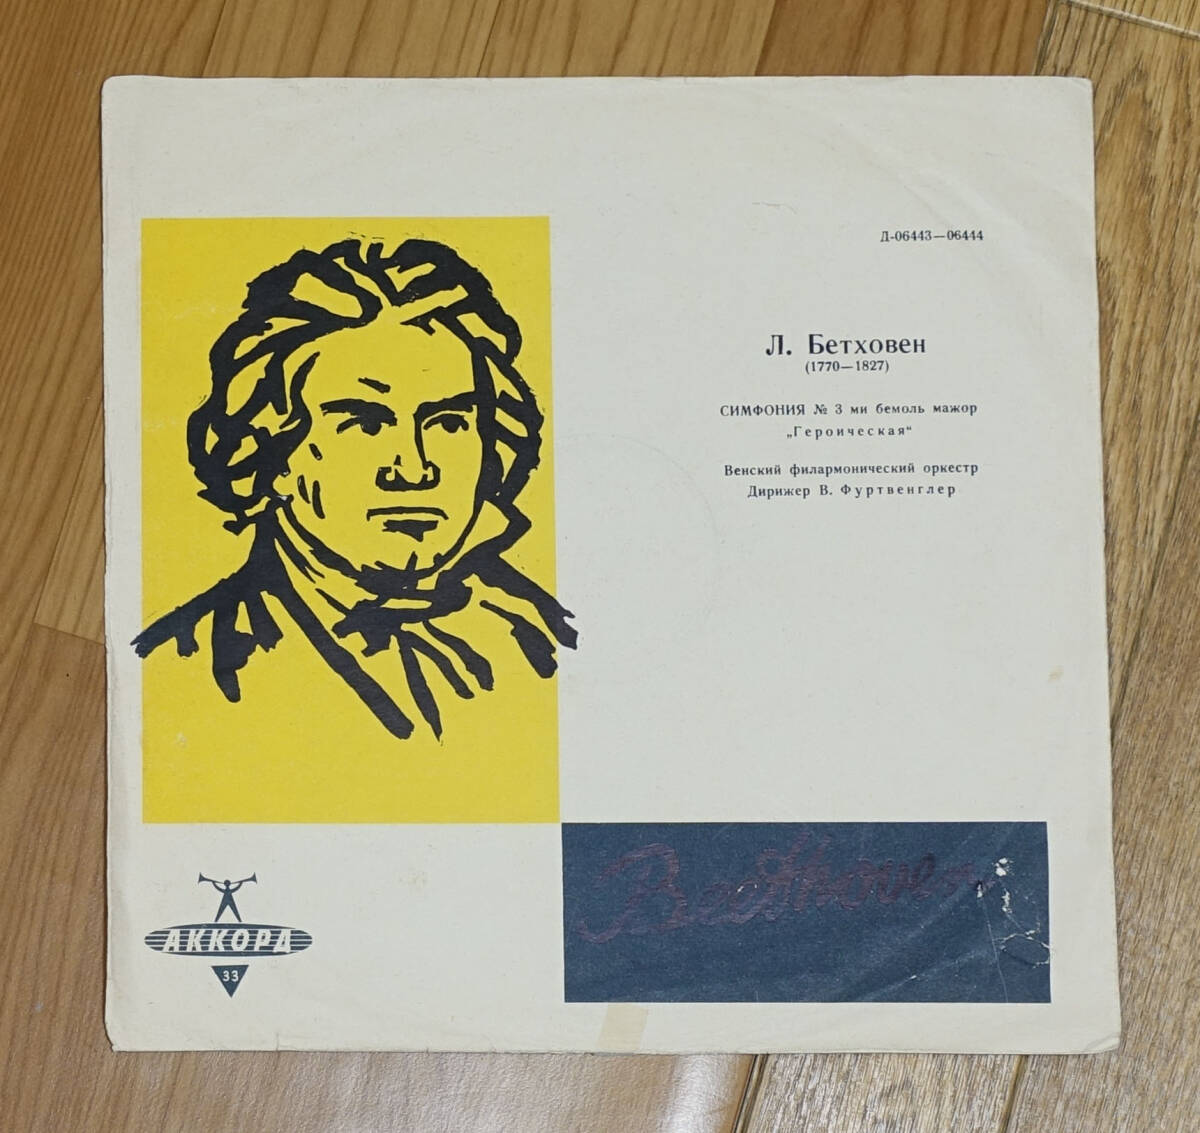 Д-06443—06444
Л. Бетховен
(1770—1827)
СИМФОНИЯ № 3 ми бемоль мажор
„Героическая“
Венский филармонический оркестр
Дирижер В. Фуртвенглер
Beethoven
АККОРД
33